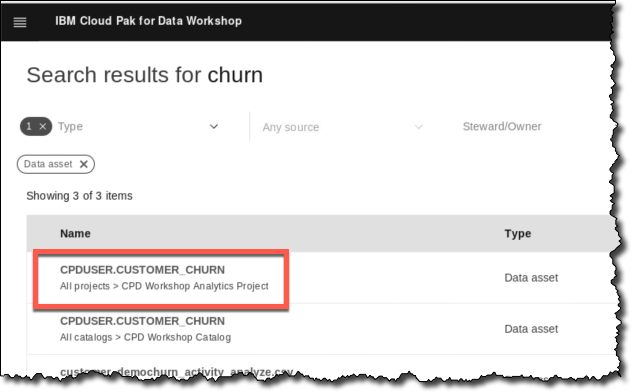 IBM Cloud Pak for Data Workshop
Search results for churn
1 × Type Any source Steward/Owner
Data asset ×
Showing 3 of 3 items
Name Type
CPDUSER.CUSTOMER_CHURN
All projects > CPD Workshop Analytics Project
Data asset
CPDUSER.CUSTOMER_CHURN
All catalogs > CPD Workshop Catalog
Data asset
customer_demochurn_activity_analyze.csv